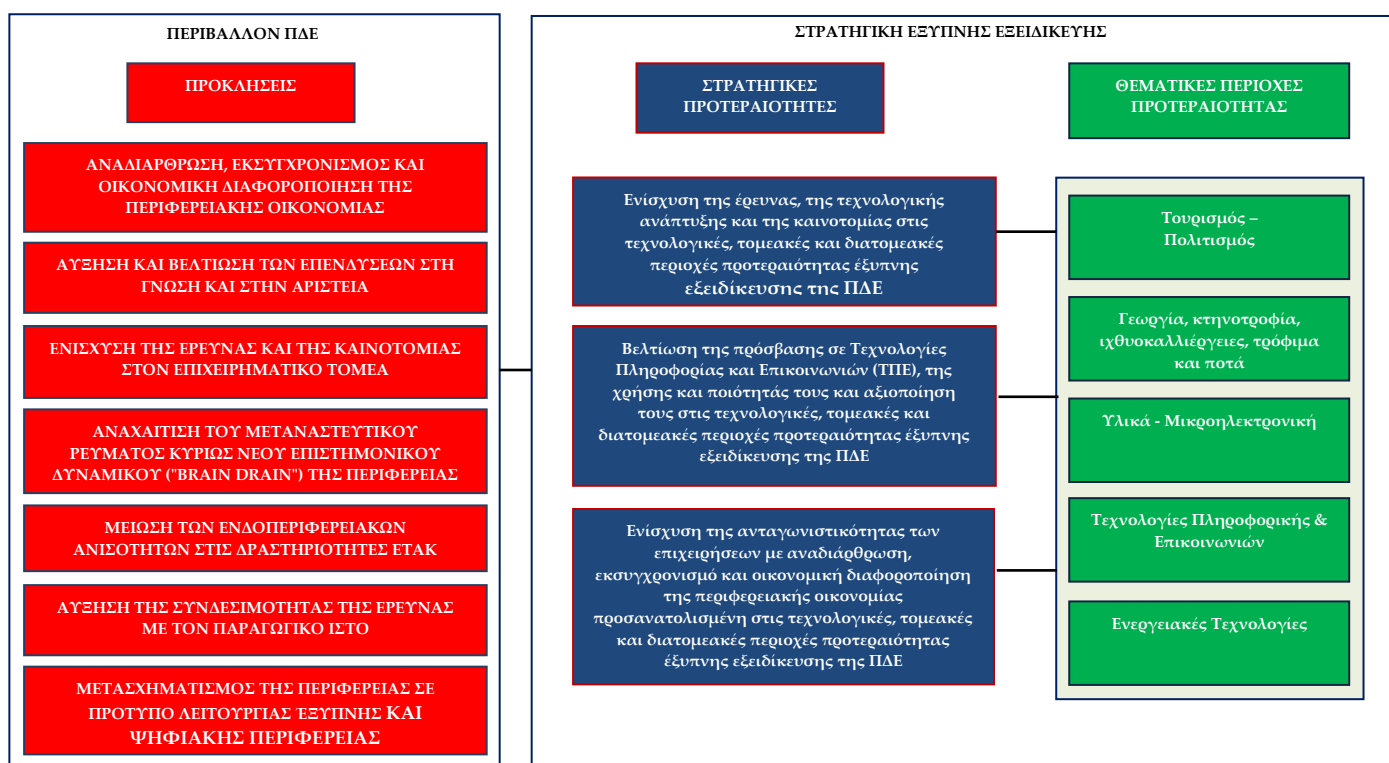 ΠΕΡΙΒΑΛΛΟΝ ΠΔΕ
ΠΡΟΚΛΗΣΕΙΣ
ΑΝΑΔΙΑΡΘΡΩΣΗ, ΕΚΣΥΓΧΡΟΝΙΣΜΟΣ ΚΑΙ
ΟΙΚΟΝΟΜΙΚΗ ΔΙΑΦΟΡΟΠΟΙΗΣΗ ΤΗΣ
ΠΕΡΙΦΕΡΕΙΑΚΗΣ ΟΙΚΟΝΟΜΙΑΣ
ΑΥΞΗΣΗ ΚΑΙ ΒΕΛΤΙΩΣΗ ΤΩΝ ΕΠΕΝΔΥΣΕΩΝ ΣΤΗ
ΓΝΩΣΗ ΚΑΙ ΣΤΗΝ ΑΡΙΣΤΕΙΑ
ΕΝΙΣΧΥΣΗ ΤΗΣ ΕΡΕΥΝΑΣ ΚΑΙ ΤΗΣ ΚΑΙΝΟΤΟΜΙΑΣ
ΣΤΟΝ ΕΠΙΧΕΙΡΗΜΑΤΙΚΟ ΤΟΜΕΑ
ΑΝΑΧΑΙΤΙΣΗ ΤΟΥ ΜΕΤΑΝΑΣΤΕΥΤΙΚΟΥ
ΡΕΥΜΑΤΟΣ ΚΥΡΙΩΣ ΝΕΟΥ ΕΠΙΣΤΗΜΟΝΙΚΟΥ
ΔΥΝΑΜΙΚΟΥ ("BRAIN DRAIN") ΤΗΣ ΠΕΡΙΦΕΡΕΙΑΣ
ΜΕΙΩΣΗ ΤΩΝ ΕΝΔΟΠΕΡΙΦΕΡΕΙΑΚΩΝ
ΑΝΙΣΟΤΗΤΩΝ ΣΤΙΣ ΔΡΑΣΤΗΡΙΟΤΗΤΕΣ ΕΤΑΚ
ΑΥΞΗΣΗ ΤΗΣ ΣΥΝΔΕΣΙΜΟΤΗΤΑΣ ΤΗΣ ΕΡΕΥΝΑΣ
ΜΕ ΤΟΝ ΠΑΡΑΓΩΓΙΚΟ ΙΣΤΟ
ΜΕΤΑΣΧΗΜΑΤΙΣΜΟΣ ΤΗΣ ΠΕΡΙΦΕΡΕΙΑΣ ΣΕ
ΠΡΟΤΥΠΟ ΛΕΙΤΟΥΡΓΙΑΣ ΈΞΥΠΝΗΣ ΚΑΙ
ΨΗΦΙΑΚΗΣ ΠΕΡΙΦΕΡΕΙΑΣ
ΣΤΡΑΤΗΓΙΚΗ ΕΞΥΠΝΗΣ ΕΞΕΙΔΙΚΕΥΗΣ
ΣΤΡΑΤΗΓΙΚΕΣ
ΠΡΟΤΕΡΑΙΟΤΗΤΕΣ
Ενίσχυση της έρευνας, της τεχνολογικής
ανάπτυξης και της καινοτομίας στις
τεχνολογικές, τομεακές και διατομεακές
περιοχές προτεραιότητας έξυπνης
εξειδίκευσης της ΠΔΕ
Βελτίωση της πρόσβασης σε Τεχνολογίες
Πληροφορίας και Επικοινωνιών (ΤΠΕ), της
χρήσης και ποιότητάς τους και αξιοποίηση
τους στις τεχνολογικές, τομεακές και
διατομεακές περιοχές προτεραιότητας έξυπνης
εξειδίκευσης της ΠΔΕ
Ενίσχυση της ανταγωνιστικότητας των
επιχειρήσεων με αναδιάρθρωση,
εκσυγχρονισμό και οικονομική διαφοροποίηση
της περιφερειακής οικονομίας
προσανατολισμένη στις τεχνολογικές, τομεακές
και διατομεακές περιοχές προτεραιότητας
έξυπνης εξειδίκευσης της ΠΔΕ
ΘΕΜΑΤΙΚΕΣ ΠΕΡΙΟΧΕΣ
ΠΡΟΤΕΡΑΙΟΤΗΤΑΣ
Τουρισμός –
Πολιτισμός
Γεωργία, κτηνοτροφία,
ιχθυοκαλλιέργειες, τρόφιμα
και ποτά
Υλικά - Μικροηλεκτρονική
Τεχνολογίες Πληροφορικής &
Επικοινωνιών
Ενεργειακές Τεχνολογίες